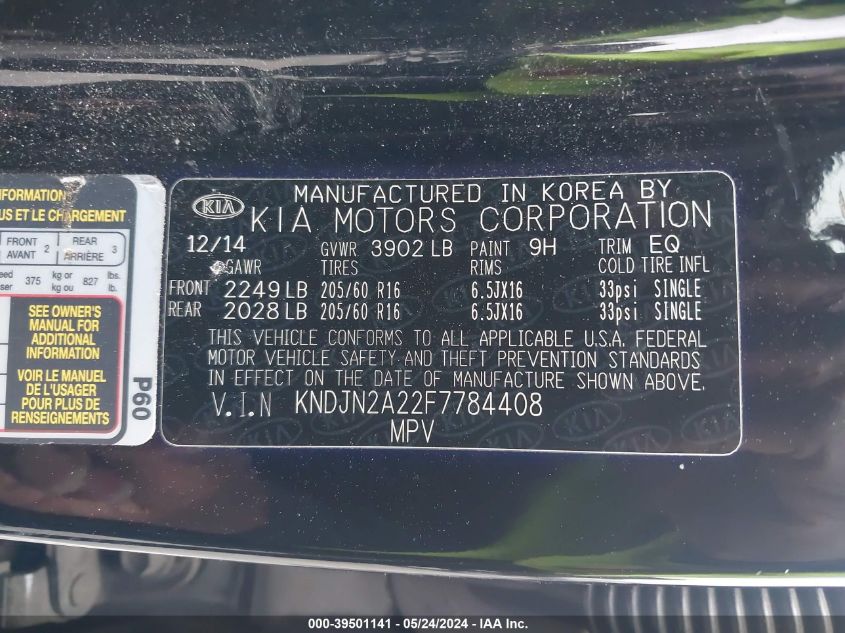 NFORMATION
US ET LE CHARGEMENT
FRONT
AVANT 2
REAR
ARRIÈRE 3
375 kg or
kg ou 827 lbs.
lb.
SEE OWNER'S
MANUAL FOR
ADDITIONAL
INFORMATION
VOIR LE MANUEL
DE L'USAGER
POUR PLUS DE
RENSEIGNEMENTS
P60
KIA MANUFACTURED IN KOREA BY
KIA MOTORS CORPORATION
12/14 GVWR 3902 LB PAINT 9H TRIM EQ
GAWR TIRES RIMS COLD TIRE INFL
FRONT 2249 LB 205/60 R16 6.5JX16 33psi SINGLE
REAR 2028 LB 205/60 R16 6.5JX16 33psi SINGLE
THIS VEHICLE CONFORMS TO ALL APPLICABLE U.S.A. FEDERAL
MOTOR VEHICLE SAFETY AND THEFT PREVENTION STANDARDS
IN EFFECT ON THE DATE OF MANUFACTURE SHOWN ABOVE.
V.I.N KNDJN2A22F7784408
MPV
000-39501141 - 05/24/2024 - IAA Inc.